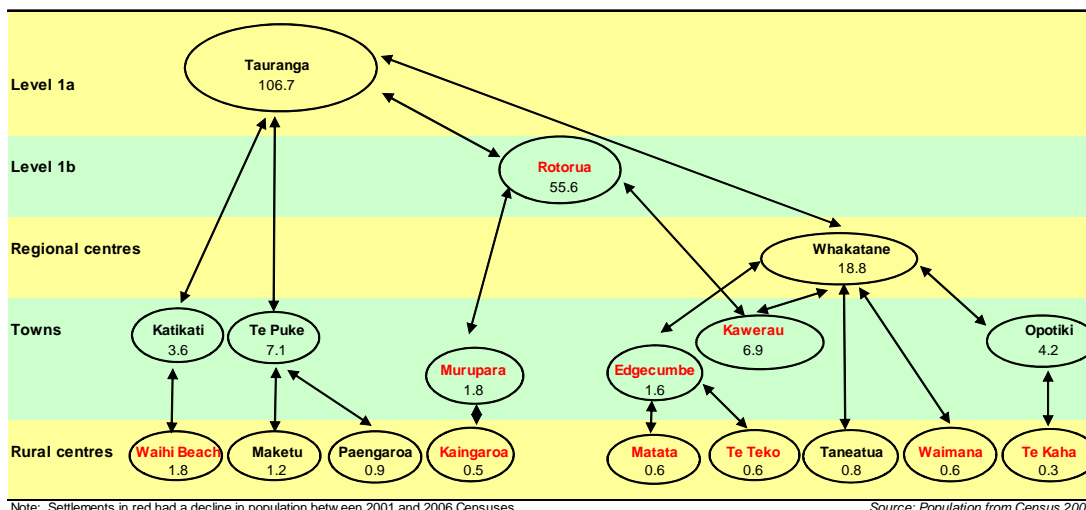 Level 1a
Tauranga
106.7
Level 1b
Rotorua
55.6
Regional centres
Whakatane
18.8
Towns
Katikati
3.6
Te Puke
7.1
Murupara
1.8
Edgecumbe
1.6
Kawerau
6.9
Opotiki
4.2
Rural centres
Waihi Beach
1.8
Maketu
1.2
Paengaroa
0.9
Kaingaroa
0.5
Matata
0.6
Te Teko
0.6
Taneatua
0.8
Waimana
0.6
Te Kaha
0.3
Note: Settlements in red had a decline in population between 2001 and 2006 Censuses
Source: Population from Census 200